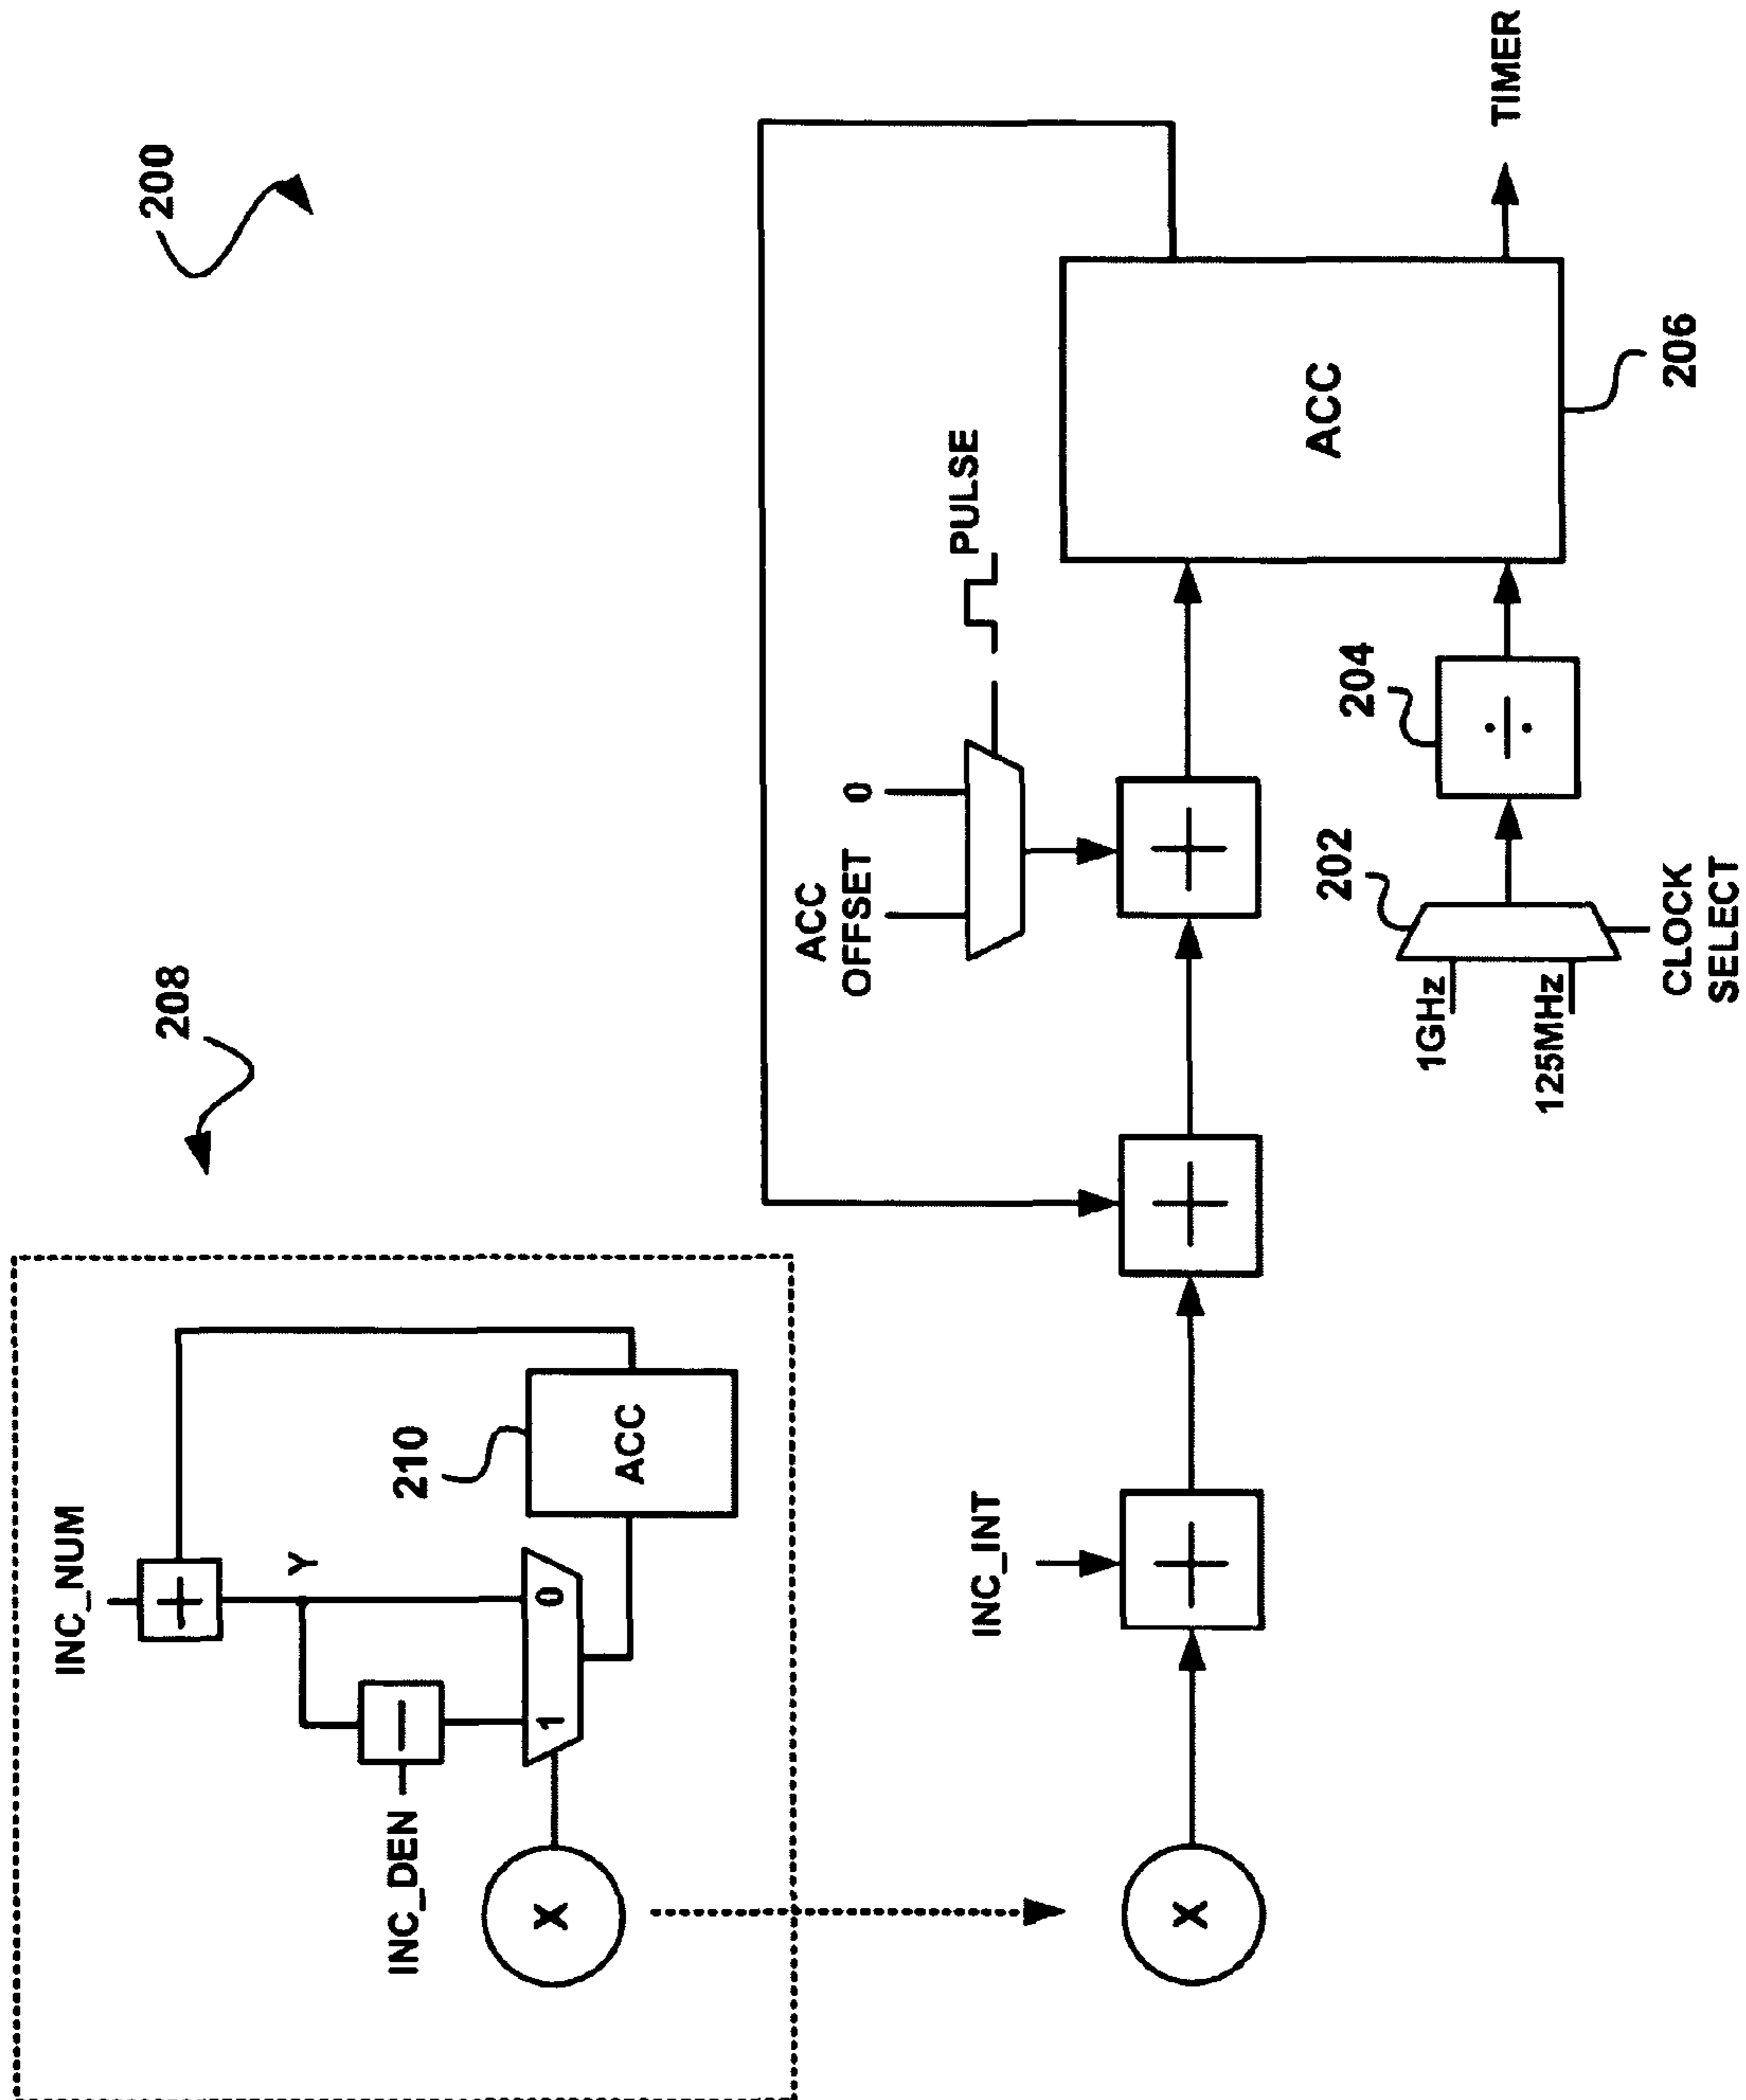 200
208
INC_NUM
Y
210
ACC
INC_DEN
1
0
X
INC_INT
X
ACC
OFFSET
0
PULSE
ACC
206
TIMER
204
202
1GHz
125MHz
CLOCK
SELECT